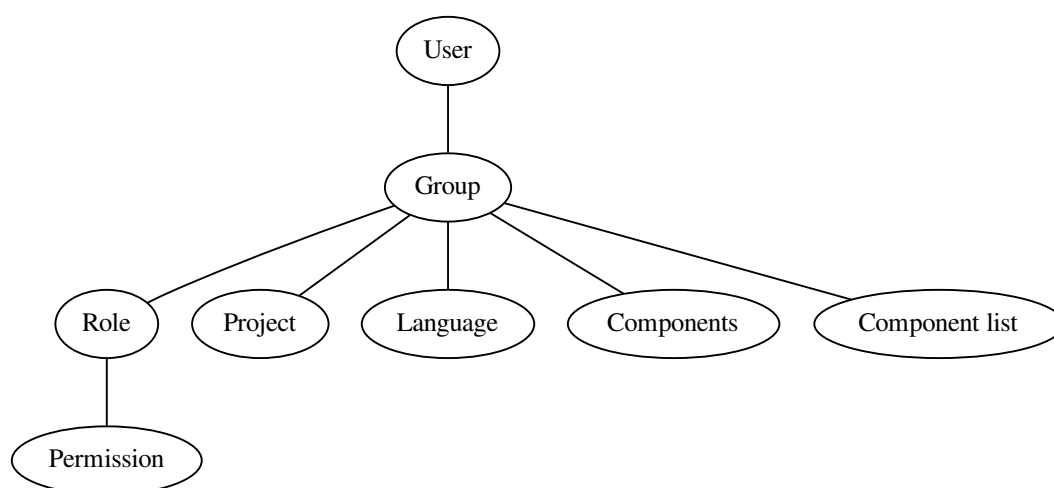 User
Group
Role
Project
Language
Components
Component list
Permission